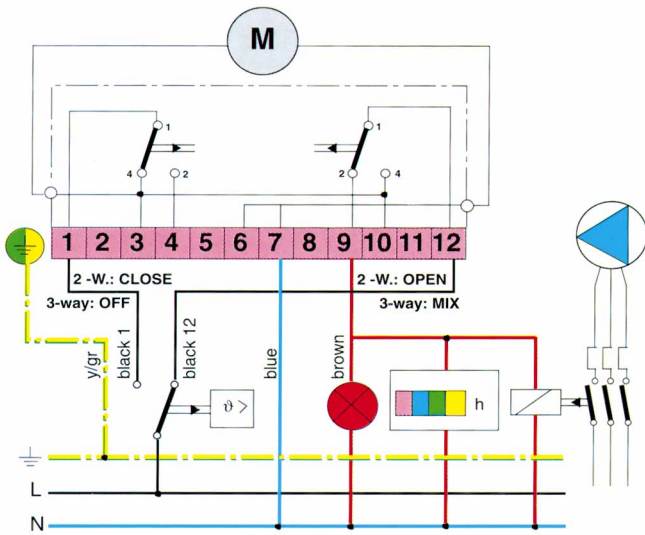 M
1 1
4 2 2 4
1 2 3 4 5 6 7 8 9 10 11 12
2 -W.: CLOSE 2 -W.: OPEN
3-way: OFF 3-way: MIX
y/gr black 1 black 12 blue brown
ϑ > h
L
N